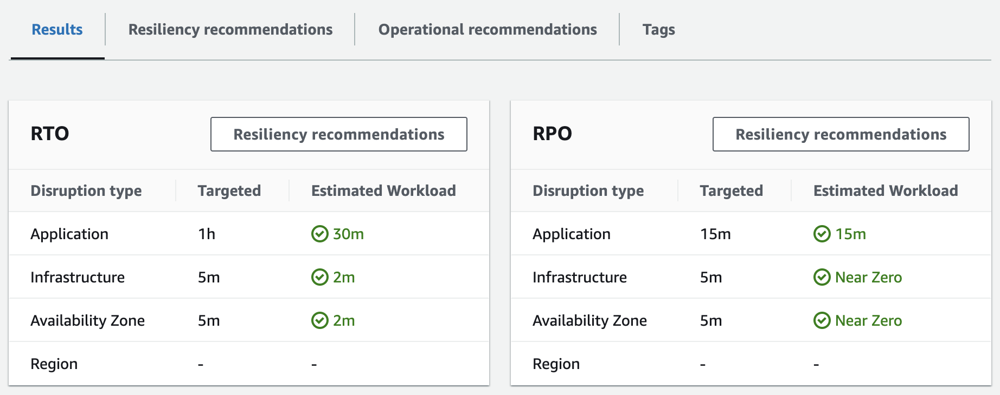 Results Resiliency recommendations Operational recommendations Tags
RTO Resiliency recommendations
Disruption type Targeted Estimated Workload
Application 1h 30m
Infrastructure 5m 2m
Availability Zone 5m 2m
Region - -
RPO Resiliency recommendations
Disruption type Targeted Estimated Workload
Application 15m 15m
Infrastructure 5m Near Zero
Availability Zone 5m Near Zero
Region - -